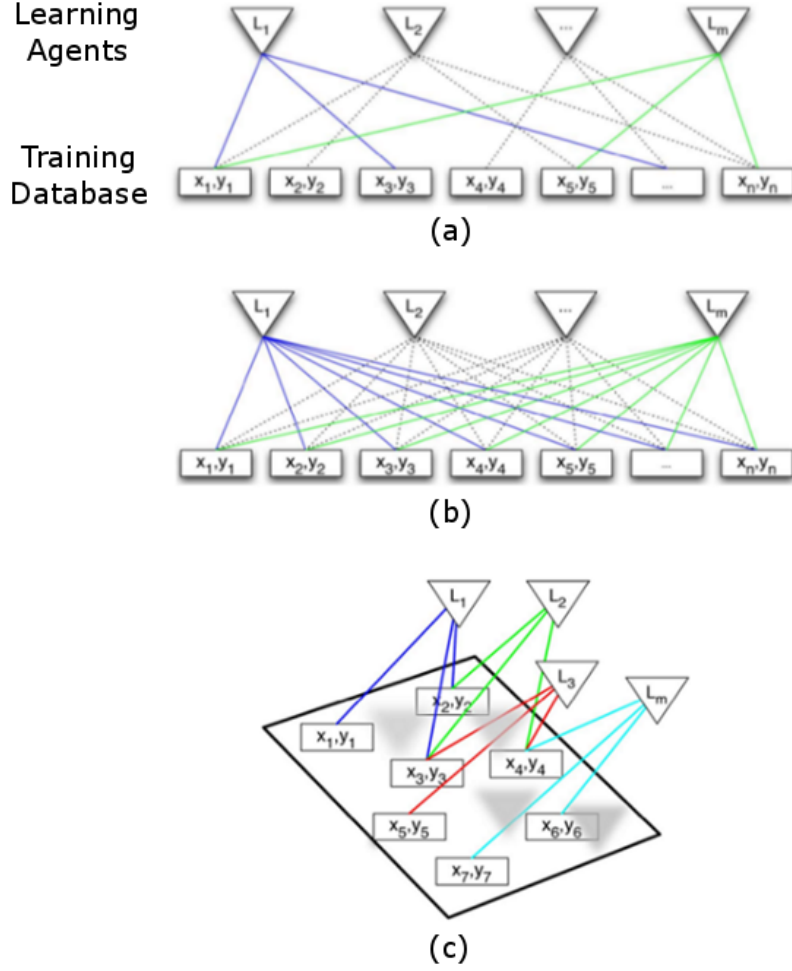 Learning
Agents
L1 L2 ... Lm
Training
Database
x1,y1 x2,y2 x3,y3 x4,y4 x5,y5 ... xn,yn
(a)
L1 L2 ... Lm
x1,y1 x2,y2 x3,y3 x4,y4 x5,y5 ... xn,yn
(b)
L1 L2
L3 Lm
x2,y2
x1,y1
x3,y3 x4,y4
x5,y5 x6,y6
x7,y7
(c)